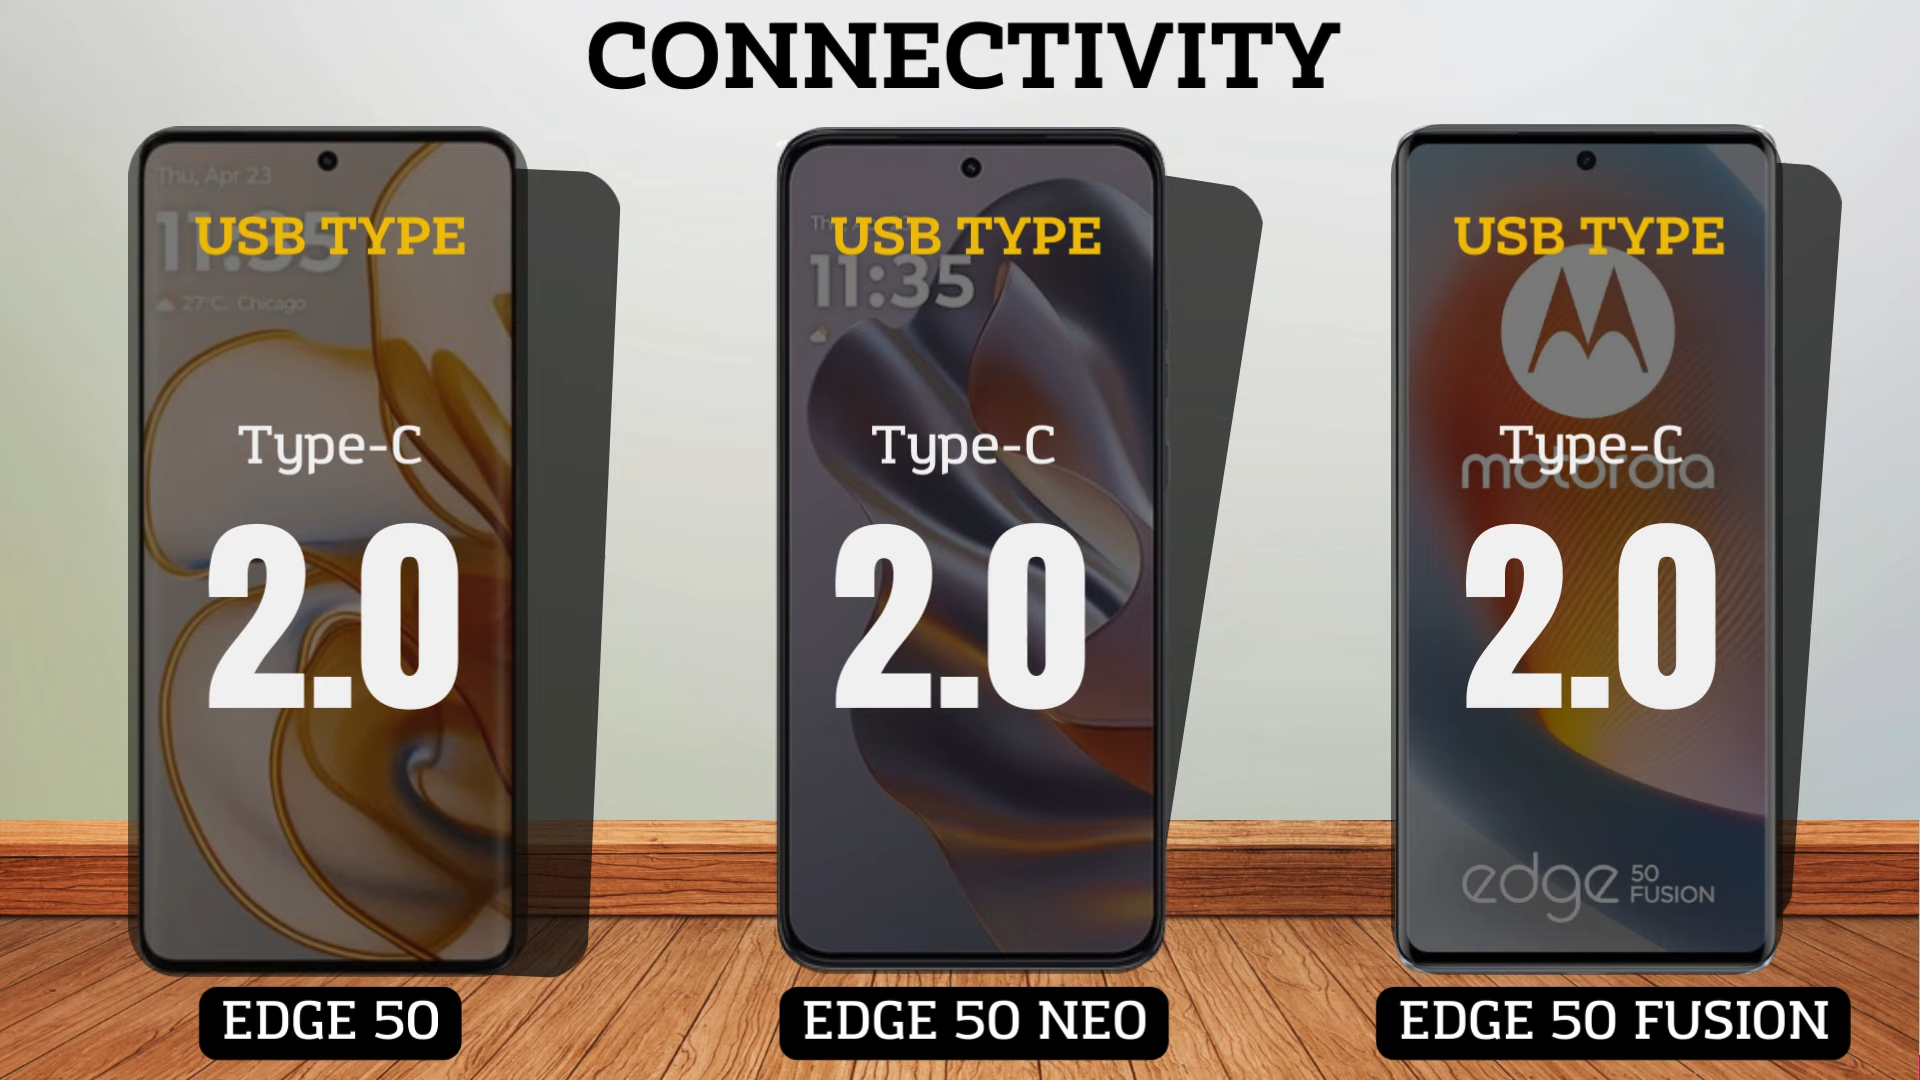 CONNECTIVITY
Thu, Apr 23
11:35
USB TYPE
27°C Chicago
Type-C
2.0
EDGE 50
USB TYPE
11:35
Type-C
2.0
EDGE 50 NEO
USB TYPE
Type-C
motorola
2.0
edge 50 FUSION
EDGE 50 FUSION